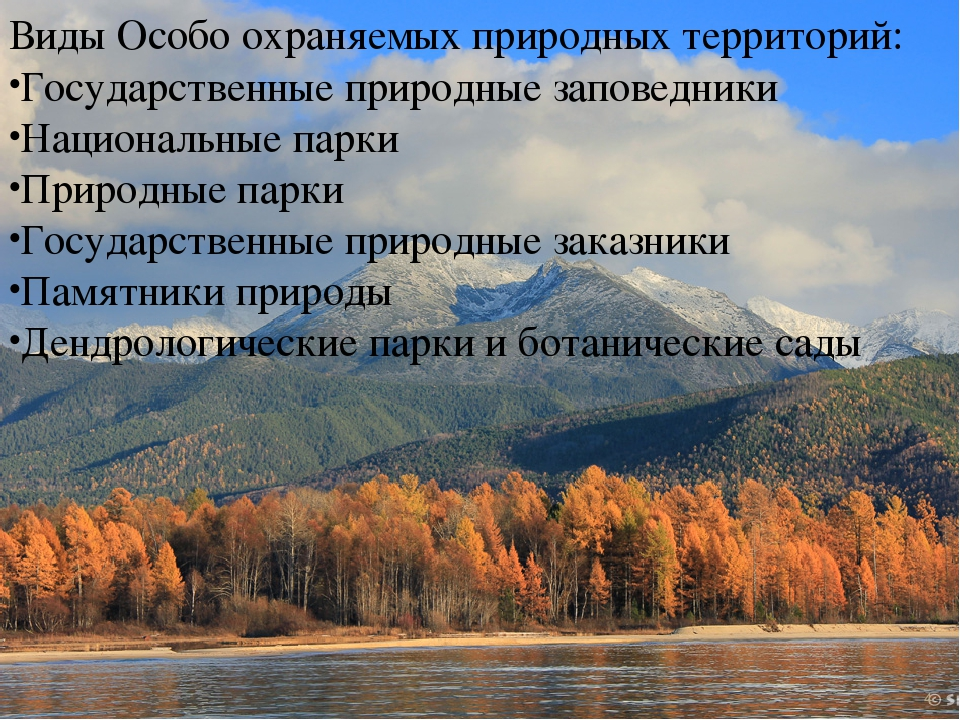 Виды Особо охраняемых природных территорий:
•Государственные природные заповедники
•Национальные парки
•Природные парки
•Государственные природные заказники
•Памятники природы
•Дендрологические парки и ботанические сады
©